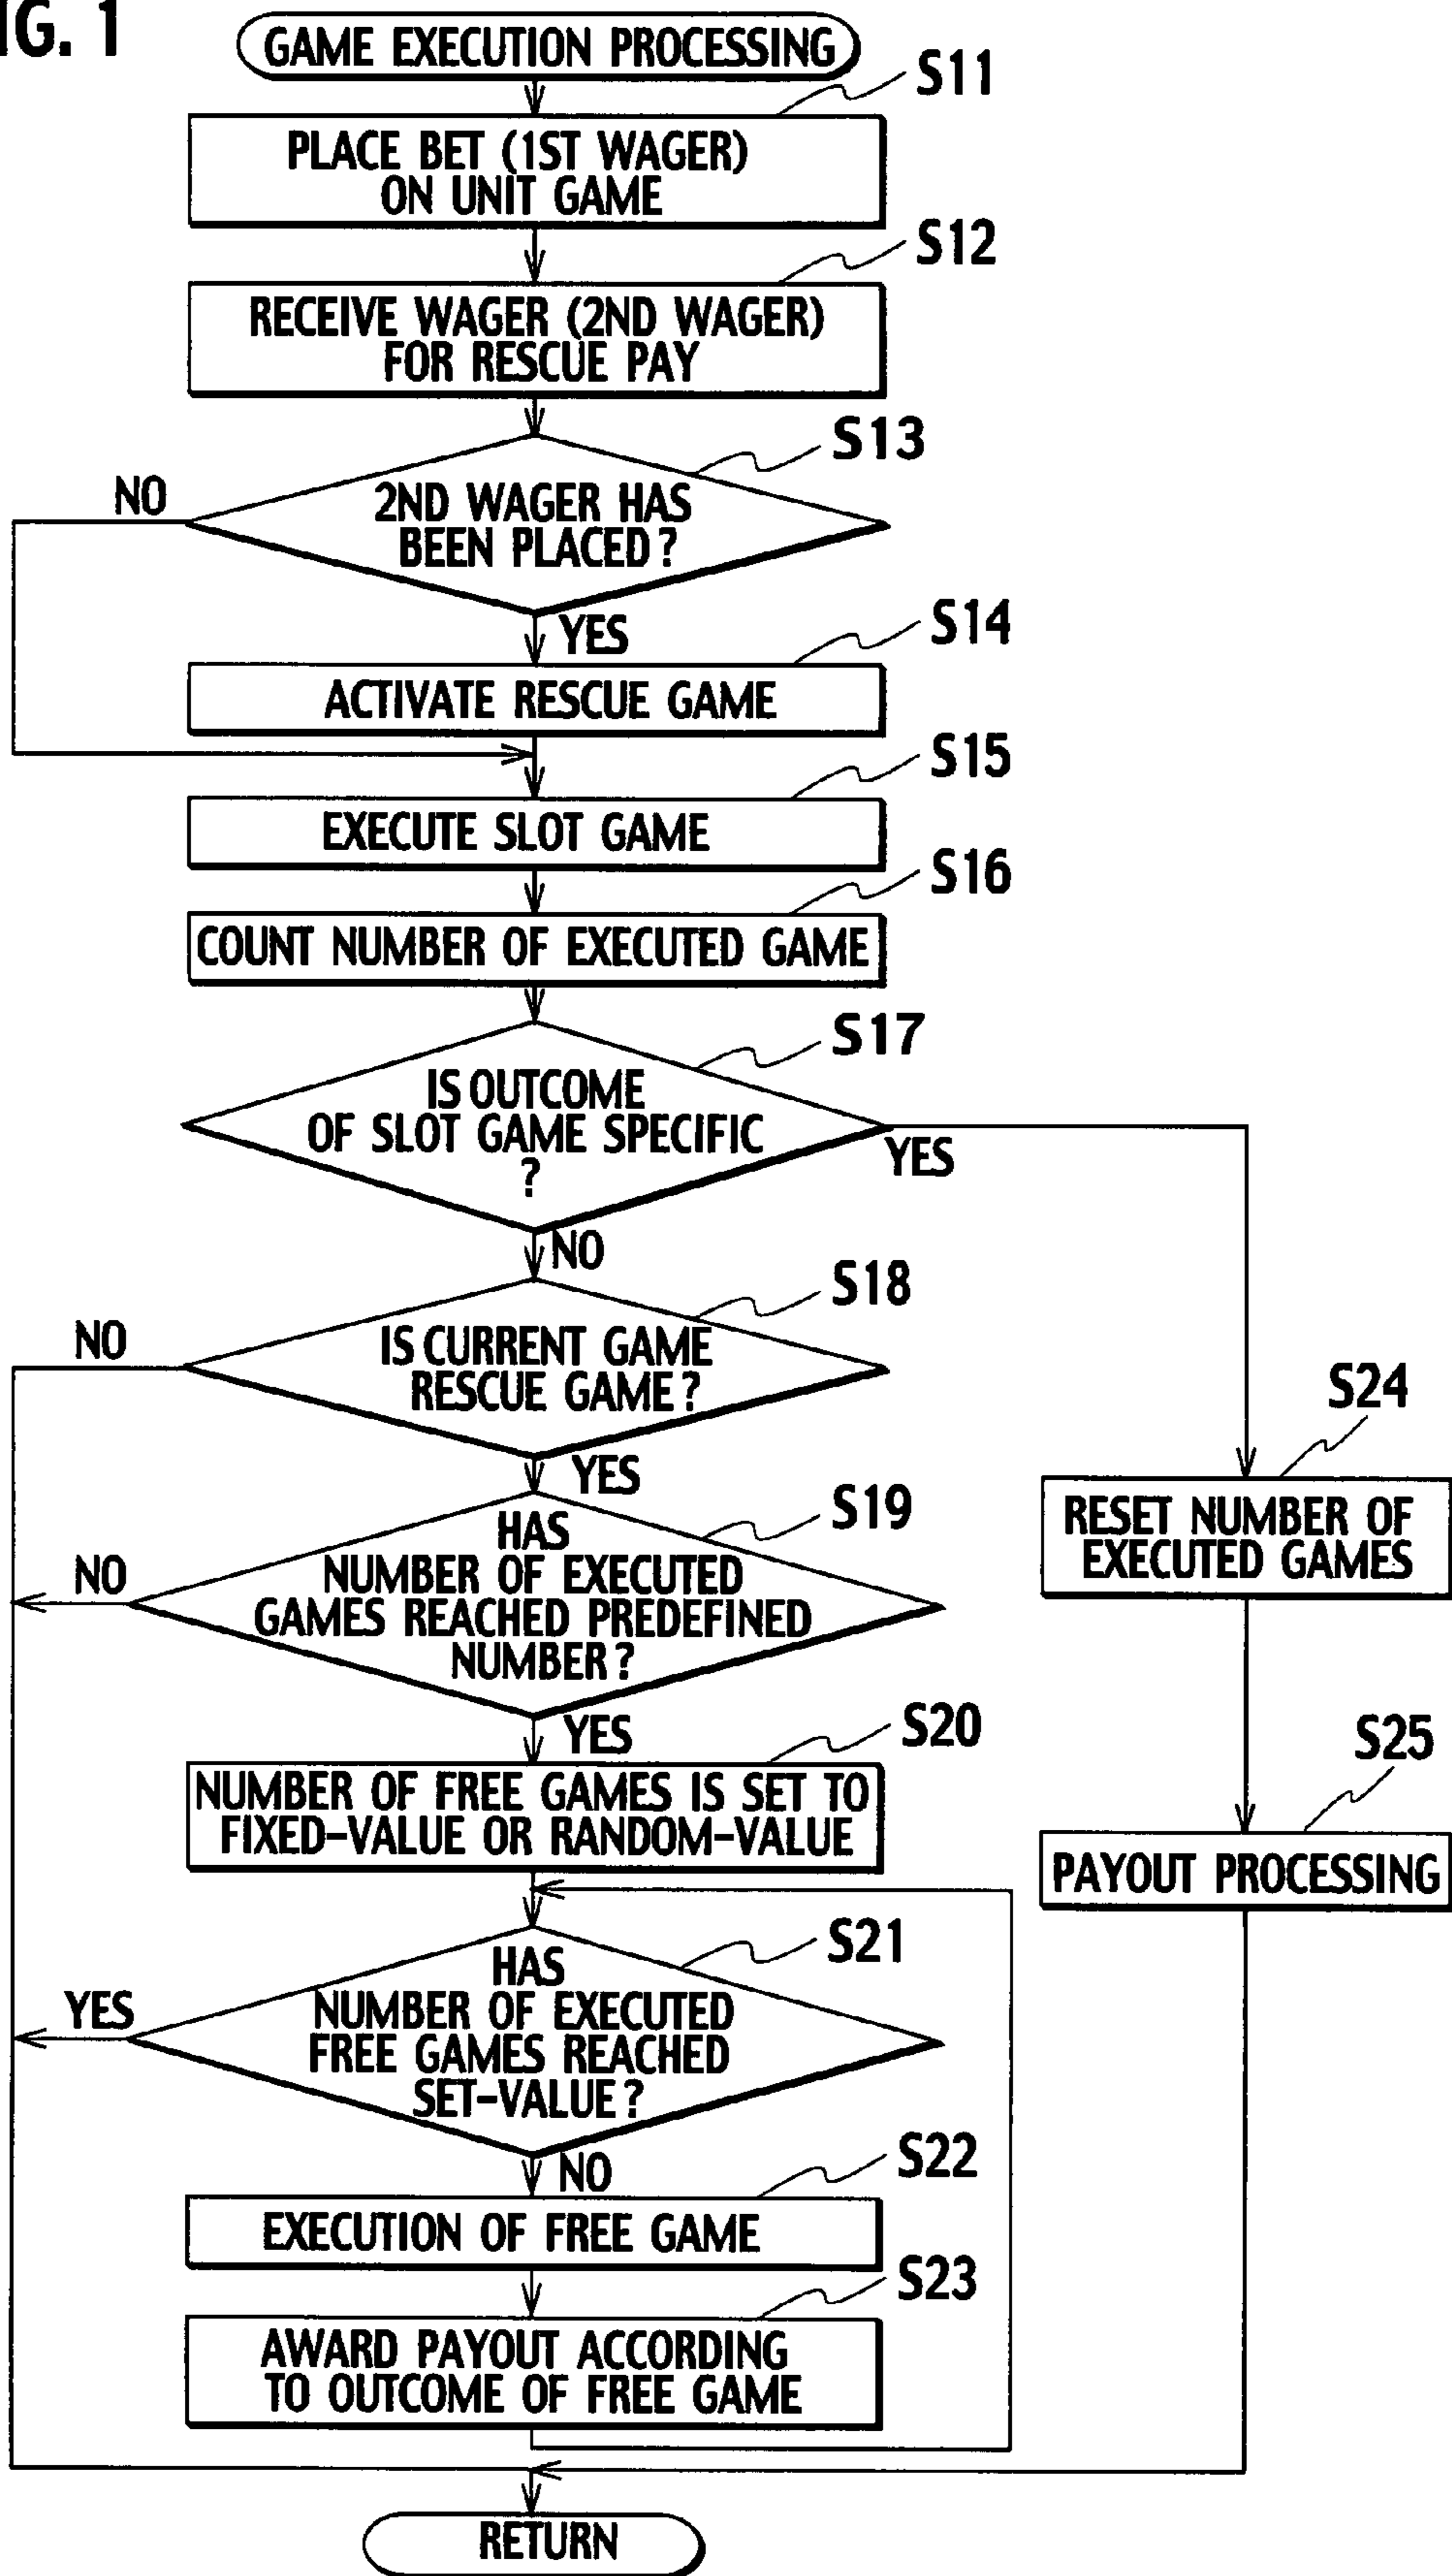 IG. 1
GAME EXECUTION PROCESSING
S11
PLACE BET (1ST WAGER)
ON UNIT GAME
S12
RECEIVE WAGER (2ND WAGER)
FOR RESCUE PAY
S13
NO
2ND WAGER HAS
BEEN PLACED?
YES
S14
ACTIVATE RESCUE GAME
S15
EXECUTE SLOT GAME
S16
COUNT NUMBER OF EXECUTED GAME
S17
IS OUTCOME
OF SLOT GAME SPECIFIC
?
YES
NO
S18
NO
IS CURRENT GAME
RESCUE GAME?
YES
S24
RESET NUMBER OF
EXECUTED GAMES
S19
NO
HAS
NUMBER OF EXECUTED
GAMES REACHED PREDEFINED
NUMBER?
YES
S20
NUMBER OF FREE GAMES IS SET TO
FIXED-VALUE OR RANDOM-VALUE
S25
PAYOUT PROCESSING
S21
YES
HAS
NUMBER OF EXECUTED
FREE GAMES REACHED
SET-VALUE?
NO
S22
EXECUTION OF FREE GAME
S23
AWARD PAYOUT ACCORDING
TO OUTCOME OF FREE GAME
RETURN